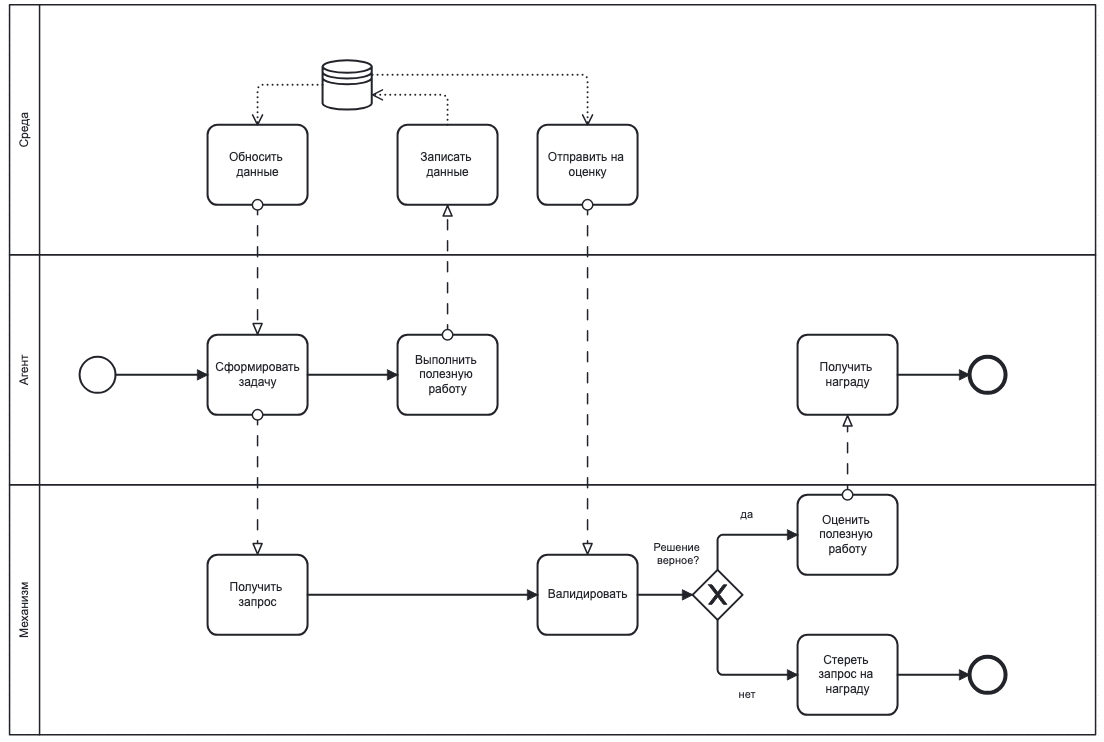 Среда
Обносить
данные
Записать
данные
Отправить на
оценку
Агент
Сформировать
задачу
Выполнить
полезную
работу
Получить
награду
Механизм
Получить
запрос
Валидировать
Решение
верное?
да
нет
Оценить
полезную
работу
Стереть
запрос на
награду